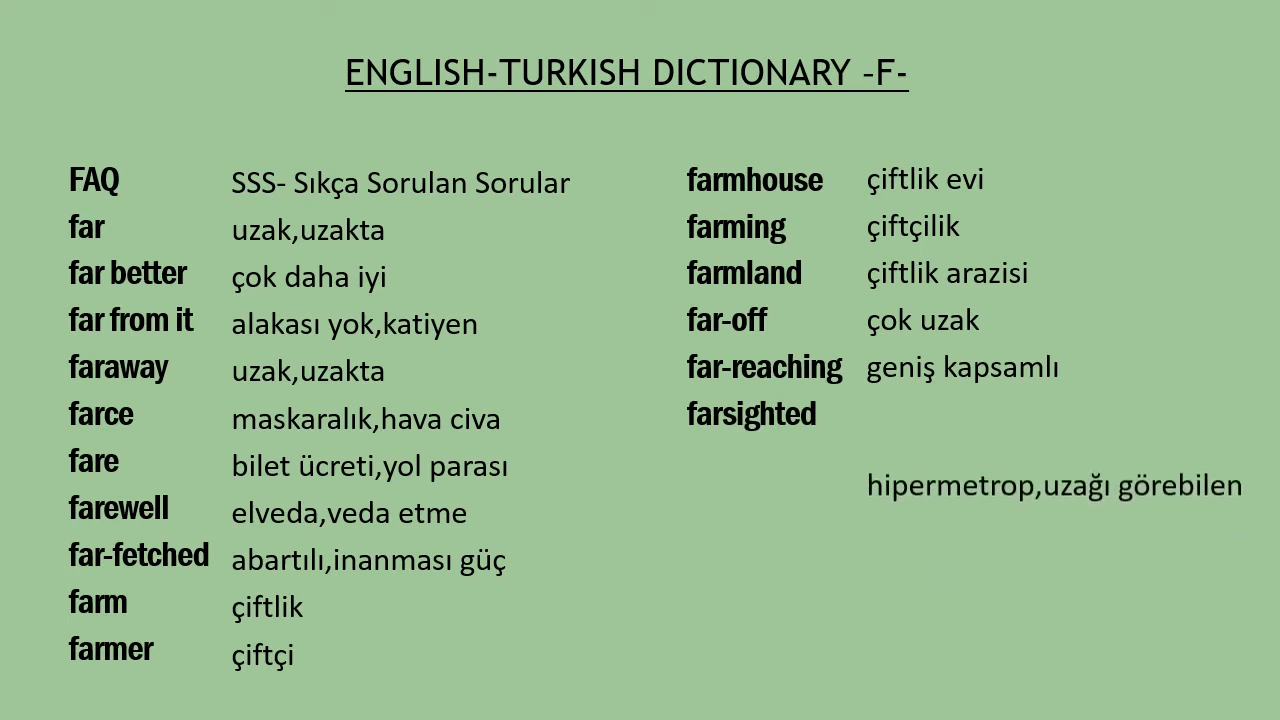 ENGLISH-TURKISH DICTIONARY –F-
FAQ SSS- Sıkça Sorulan Sorular
far uzak,uzakta
far better çok daha iyi
far from it alakası yok,katiyen
faraway uzak,uzakta
farce maskaralık,hava civa
fare bilet ücreti,yol parası
farewell elveda,veda etme
far-fetched abartılı,inanması güç
farm çiftlik
farmer çiftçi
farmhouse çiftlik evi
farming çiftçilik
farmland çiftlik arazisi
far-off çok uzak
far-reaching geniş kapsamlı
farsighted
hipermetrop,uzağı görebilen